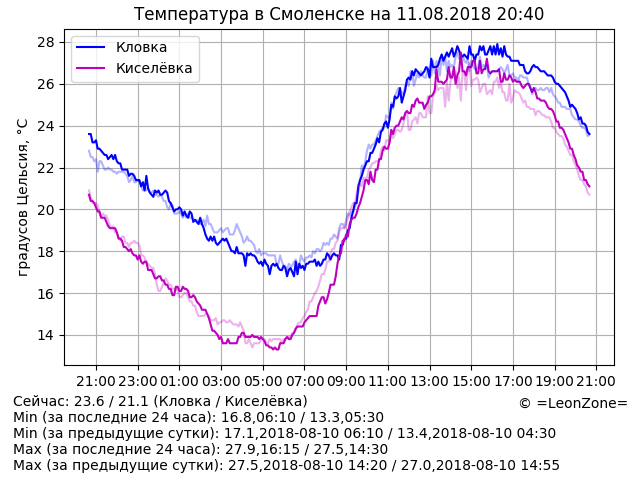 Температура в Смоленске на 11.08.2018 20:40
Кловка
Киселёвка
градусов Цельсия, °C
28
26
24
22
20
18
16
14
21:00 23:00 01:00 03:00 05:00 07:00 09:00 11:00 13:00 15:00 17:00 19:00 21:00
Сейчас: 23.6 / 21.1 (Кловка / Киселёвка)
© =LeonZone=
Min (за последние 24 часа): 16.8,06:10 / 13.3,05:30
Min (за предыдущие сутки): 17.1,2018-08-10 06:10 / 13.4,2018-08-10 04:30
Max (за последние 24 часа): 27.9,16:15 / 27.5,14:30
Max (за предыдущие сутки): 27.5,2018-08-10 14:20 / 27.0,2018-08-10 14:55